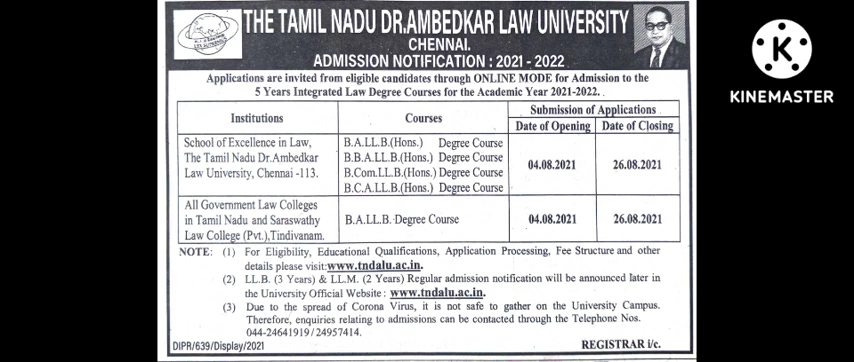 THE TAMIL NADU DR.AMBEDKAR LAW UNIVERSITY
CHENNAI.
ADMISSION NOTIFICATION : 2021 - 2022
Applications are invited from eligible candidates through ONLINE MODE for Admission to the
5 Years Integrated Law Degree Courses for the Academic Year 2021-2022.
Institutions
Courses
Submission of Applications
Date of Opening
Date of Closing
School of Excellence in Law,
The Tamil Nadu Dr.Ambedkar
Law University, Chennai -113.
B.A.LL.B.(Hons.) Degree Course
B.B.A.LL.B.(Hons.) Degree Course
B.Com.LL.B.(Hons.) Degree Course
B.C.A.LL.B.(Hons.) Degree Course
04.08.2021
26.08.2021
All Government Law Colleges
in Tamil Nadu and Saraswathy
Law College (Pvt.),Tindivanam.
B.A.LL.B. Degree Course
04.08.2021
26.08.2021
NOTE: (1) For Eligibility, Educational Qualifications, Application Processing, Fee Structure and other
details please visit:www.tndalu.ac.in.
(2) LL.B. (3 Years) & LL.M. (2 Years) Regular admission notification will be announced later in
the University Official Website : www.tndalu.ac.in.
(3) Due to the spread of Corona Virus, it is not safe to gather on the University Campus.
Therefore, enquiries relating to admissions can be contacted through the Telephone Nos.
044-24641919/24957414.
DIPR/639/Display/2021
REGISTRAR i/c.
KINEMASTER